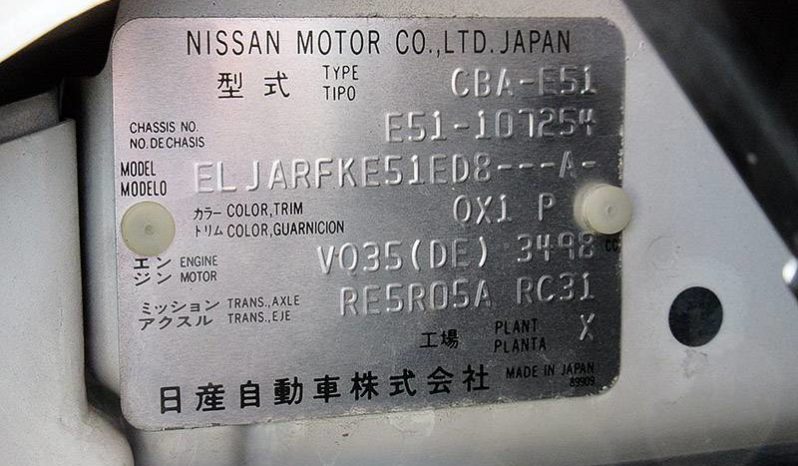 NISSAN MOTOR CO.,LTD. JAPAN
型式 TYPE TIPO CBA-E51
CHASSIS NO. NO. DE CHASIS E51-107254
MODEL MODELO ELJARFKE51ED8---A-
カラー COLOR,TRIM トリム COLOR,GUARNICION QX1 P
エンジン ENGINE MOTOR VQ35(DE) 3498 CC
ミッション TRANS.,AXLE アクスル TRANS.,EJE RE5R05A RC31
工場 PLANT PLANTA X
日産自動車株式会社 MADE IN JAPAN
89909